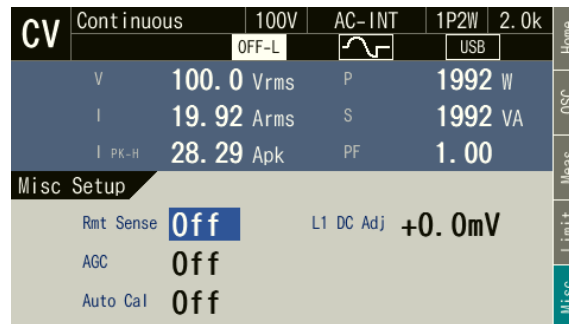 CV Continuous 100V AC-INT 1P2W 2.0k
OFF-L USB
V 100.0 Vrms P 1992 W
I 19.92 Arms S 1992 VA
I PK-H 28.29 Apk PF 1.00
Misc Setup
Rmt Sense Off L1 DC Adj +0.0mV
AGC Off
Auto Cal Off
Home
OSC
Meas
Limit
Misc